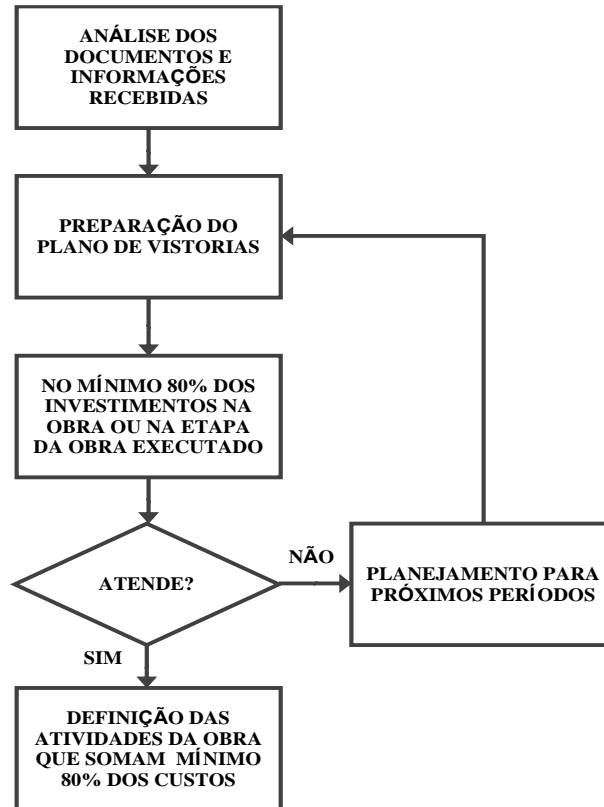 ANÁLISE DOS
DOCUMENTOS E
INFORMAÇÕES
RECEBIDAS
PREPARAÇÃO DO
PLANO DE VISTORIAS
NO MÍNIMO 80% DOS
INVESTIMENTOS NA
OBRA OU NA ETAPA
DA OBRA EXECUTADO
ATENDE?
NÃO
PLANEJAMENTO PARA
PRÓXIMOS PERÍODOS
SIM
DEFINIÇÃO DAS
ATIVIDADES DA OBRA
QUE SOMAM MÍNIMO
80% DOS CUSTOS